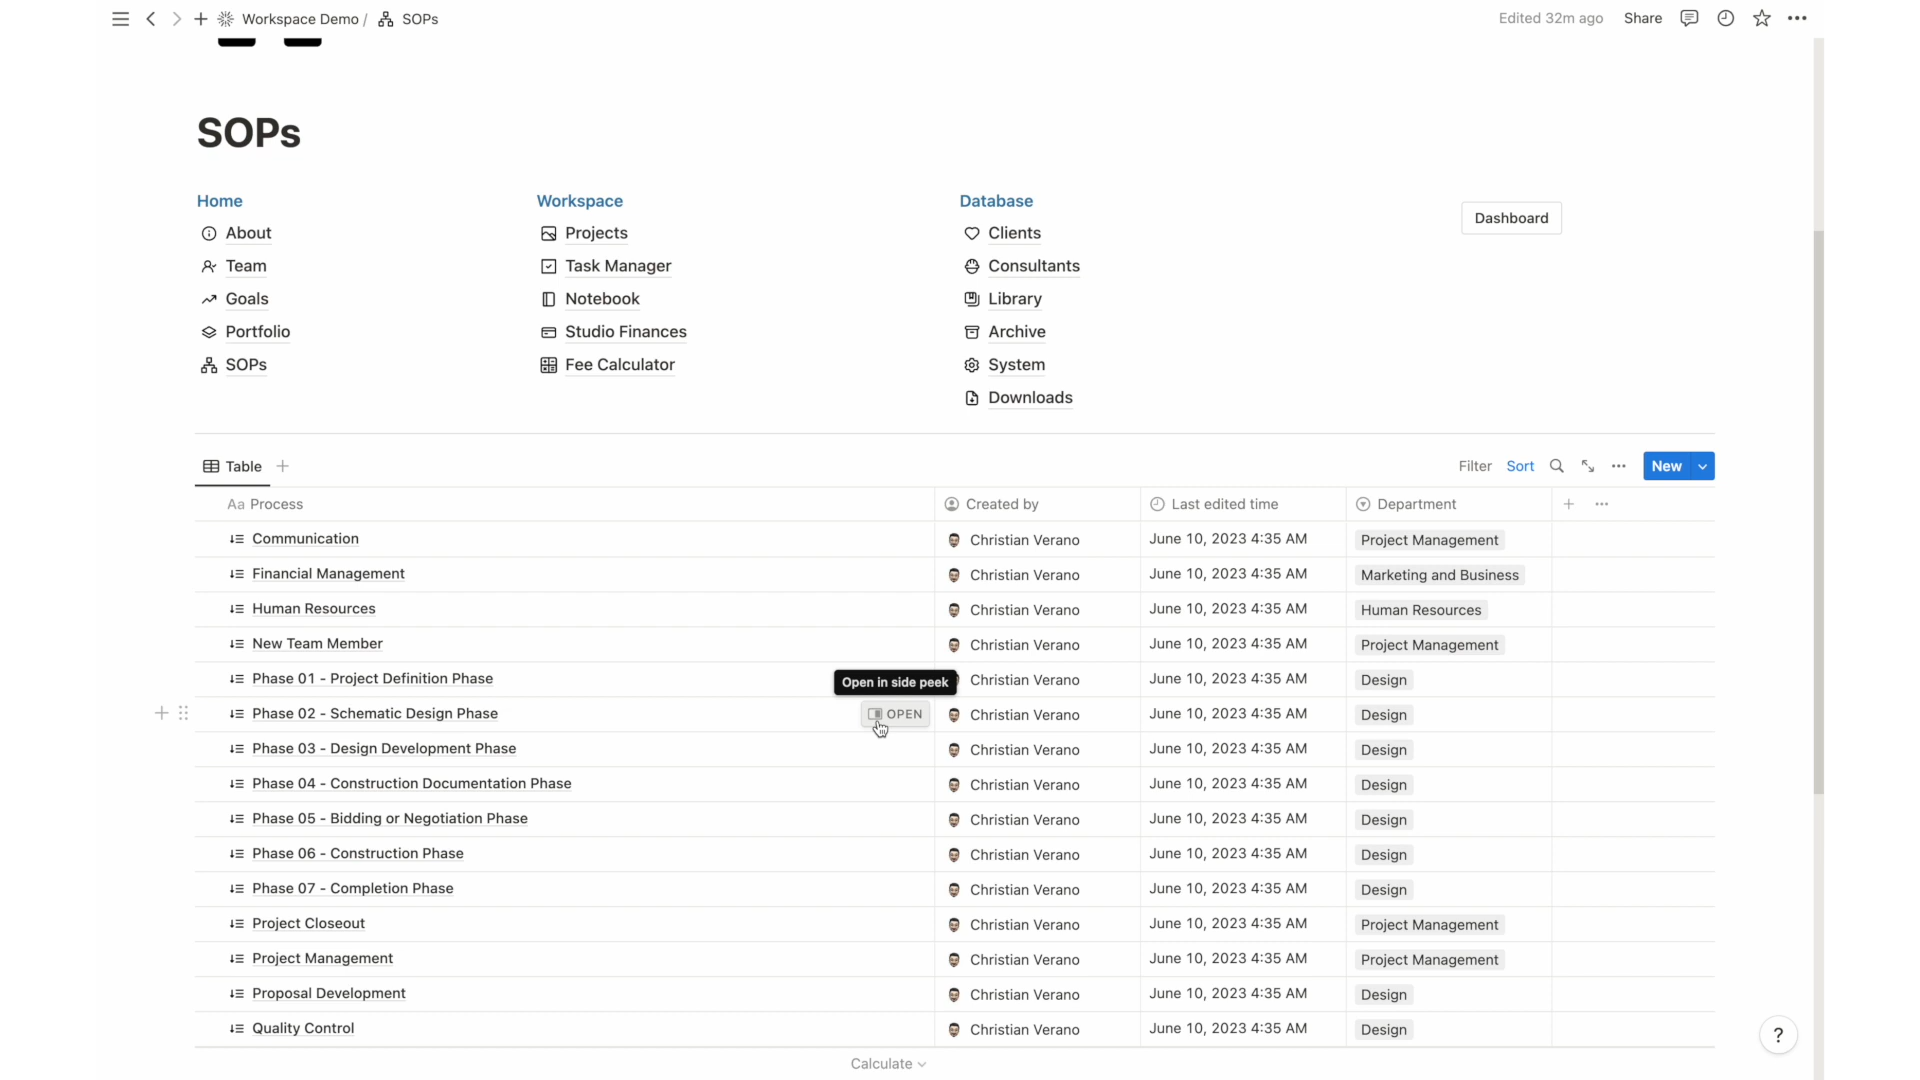 Workspace Demo / SOPs Edited 32m ago Share
SOPs
Home Workspace Database
About Projects Clients Dashboard
Team Task Manager Consultants
Goals Notebook Library
Portfolio Studio Finances Archive
SOPs Fee Calculator System
Downloads
Table Filter Sort New
Aa Process Created by Last edited time Department
Communication Christian Verano June 10, 2023 4:35 AM Project Management
Financial Management Christian Verano June 10, 2023 4:35 AM Marketing and Business
Human Resources Christian Verano June 10, 2023 4:35 AM Human Resources
New Team Member Christian Verano June 10, 2023 4:35 AM Project Management
Phase 01 - Project Definition Phase Open in side peek Christian Verano June 10, 2023 4:35 AM Design
Phase 02 - Schematic Design Phase OPEN Christian Verano June 10, 2023 4:35 AM Design
Phase 03 - Design Development Phase Christian Verano June 10, 2023 4:35 AM Design
Phase 04 - Construction Documentation Phase Christian Verano June 10, 2023 4:35 AM Design
Phase 05 - Bidding or Negotiation Phase Christian Verano June 10, 2023 4:35 AM Design
Phase 06 - Construction Phase Christian Verano June 10, 2023 4:35 AM Design
Phase 07 - Completion Phase Christian Verano June 10, 2023 4:35 AM Design
Project Closeout Christian Verano June 10, 2023 4:35 AM Project Management
Project Management Christian Verano June 10, 2023 4:35 AM Project Management
Proposal Development Christian Verano June 10, 2023 4:35 AM Design
Quality Control Christian Verano June 10, 2023 4:35 AM Design
Calculate
?